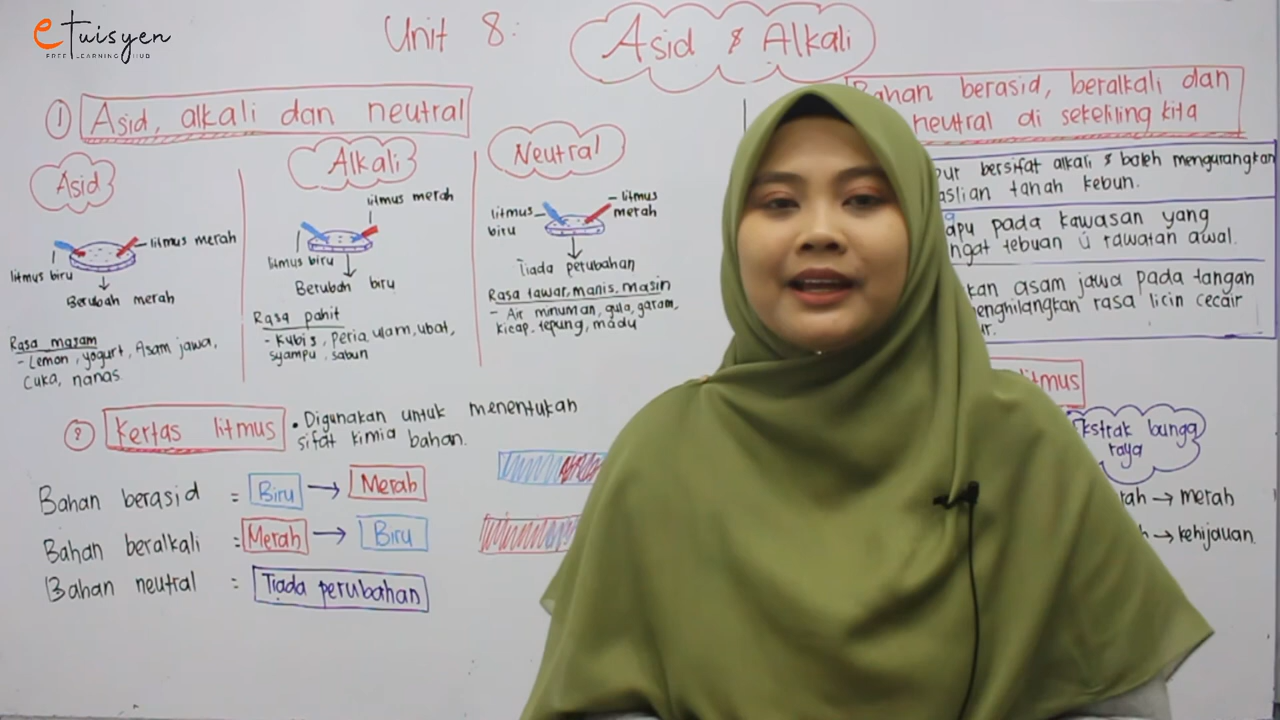 eTuisyen
FREE LEARNING HUB
Unit 8:
Asid & Alkali
1
Asid, alkali dan neutral
Asid
litmus merah
litmus biru
Berubah merah
Rasa masam
- Lemon, yogurt, Asam jawa,
Cuka, nanas
Alkali
litmus merah
litmus biru
Berubah biru
Rasa pahit
- Kubis, Peria, ulam, ubat,
syampu, sabun
Neutral
litmus
biru
litmus
merah
Tiada perubahan
Rasa tawar, manis, masin
- Air minuman, gula, garam,
kicap, tepung, madu
2
Kertas litmus
• Digunakan untuk menentukan
sifat kimia bahan.
Bahan berasid = Biru → Merah
Bahan beralkali = Merah → Biru
Bahan neutral = Tiada perubahan
Bahan berasid, beralkali dan
neutral di sekeliling kita
bersifat alkali & boleh mengurangkan
tanah kebun.
pada kawasan yang
tebuan rawatan awal.
asam jawa pada tangan
rasa licin cecair
litmus
bunga
raya
→ merah
→ kehijauan.